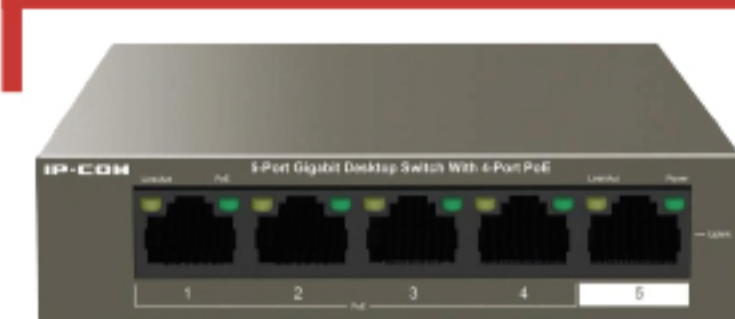 IP-COM
5-Port Gigabit Desktop Switch With 4-Port PoE
Link/Act PoE Link/Act Power
Uplink
1 2 3 4 5
PoE